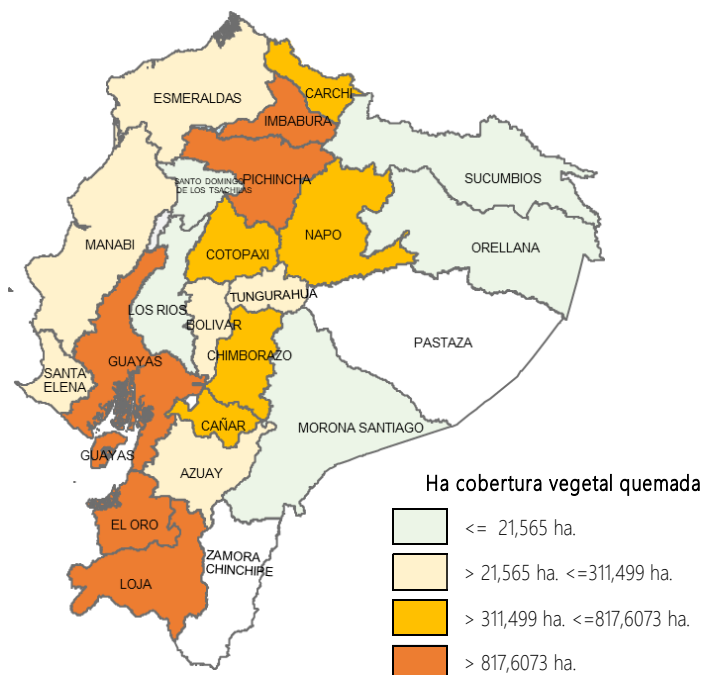 ESMERALDAS
CARCHI
IMBABURA
PICHINCHA
SANTO DOMINGO
DE LOS TSACHILAS
SUCUMBIOS
MANABI
NAPO
ORELLANA
COTOPAXI
TUNGURAHUA
LOS RIOS
BOLIVAR
PASTAZA
CHIMBORAZO
GUAYAS
SANTA
ELENA
CAÑAR
MORONA SANTIAGO
GUAYAS
AZUAY
EL ORO
ZAMORA
CHINCHIPE
LOJA
Ha cobertura vegetal quemada
<= 21,565 ha.
> 21,565 ha. <=311,499 ha.
> 311,499 ha. <=817,6073 ha.
> 817,6073 ha.